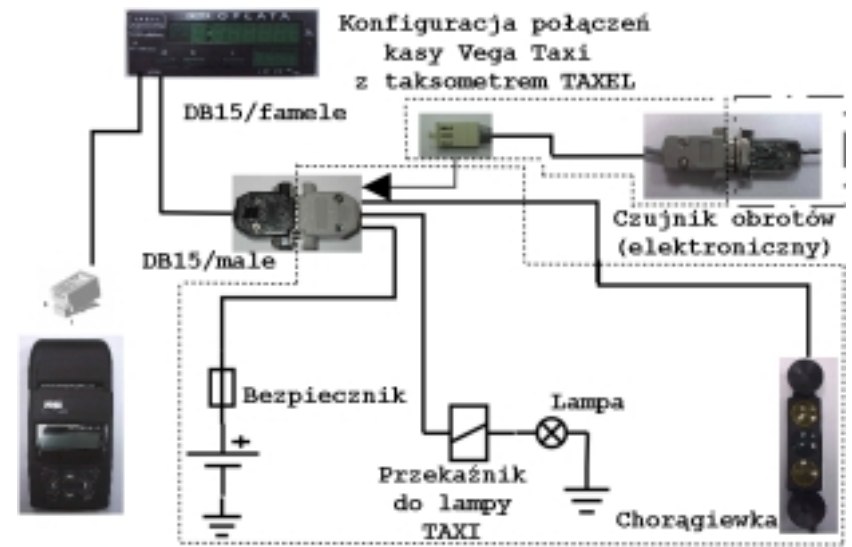 OPŁATA
Konfiguracja połączeń
kasy Vega Taxi
z taksometrem TAXEL
DB15/famele
Czujnik obrotów
(elektroniczny)
DB15/male
Bezpiecznik
+
Lampa
Przekaźnik
do lampy
TAXI
Chorągiewka